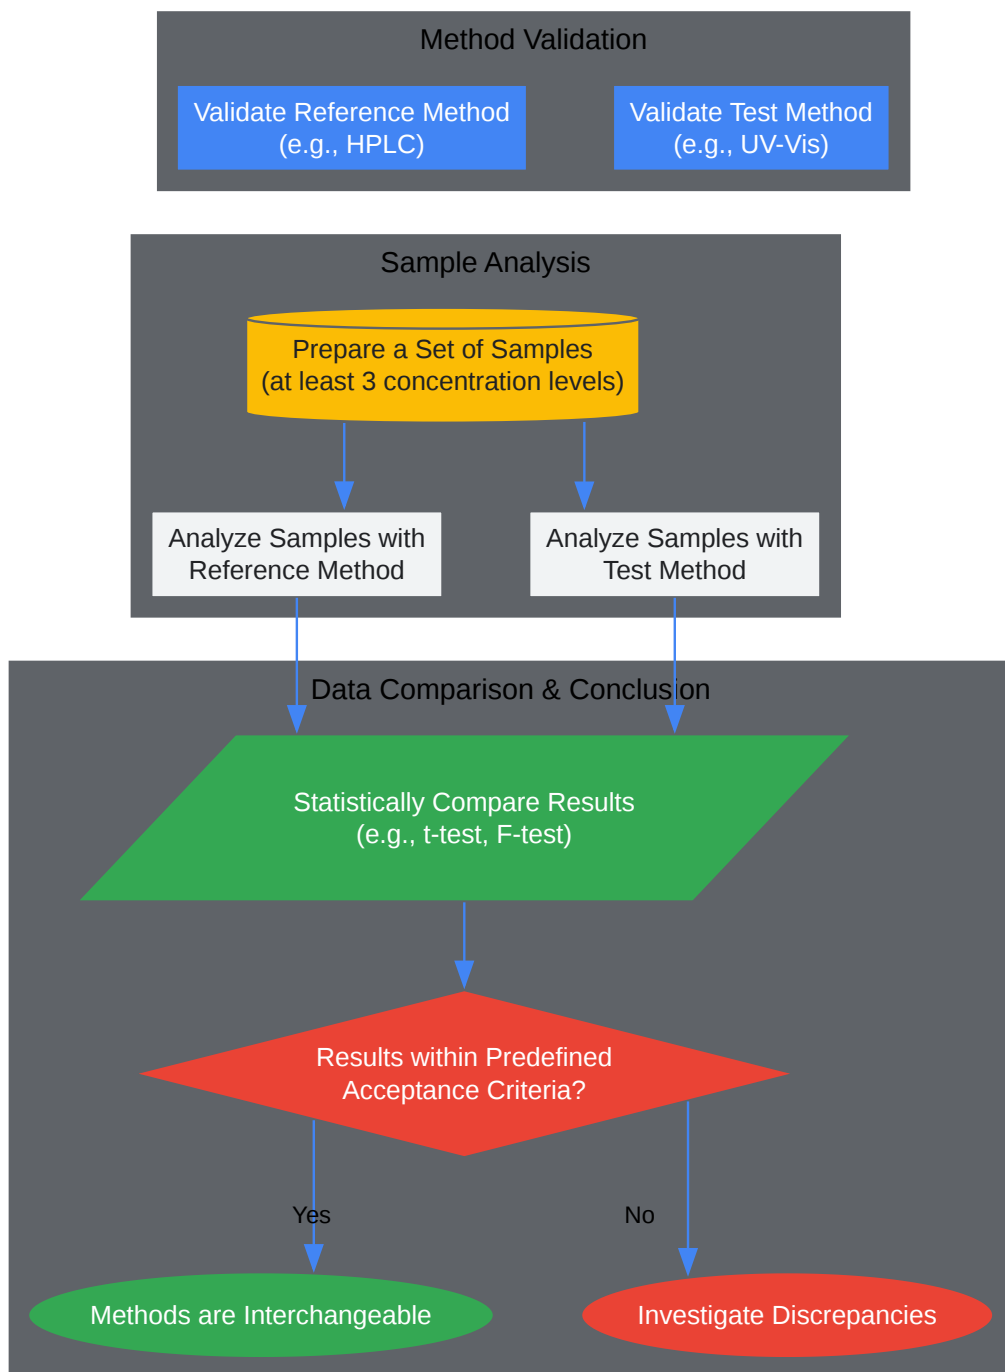 Method Validation
Validate Reference Method
(e.g., HPLC)
Validate Test Method
(e.g., UV-Vis)
Sample Analysis
Prepare a Set of Samples
(at least 3 concentration levels)
Analyze Samples with
Reference Method
Analyze Samples with
Test Method
Data Comparison & Conclusion
Statistically Compare Results
(e.g., t-test, F-test)
Results within Predefined
Acceptance Criteria?
Yes
No
Methods are Interchangeable
Investigate Discrepancies